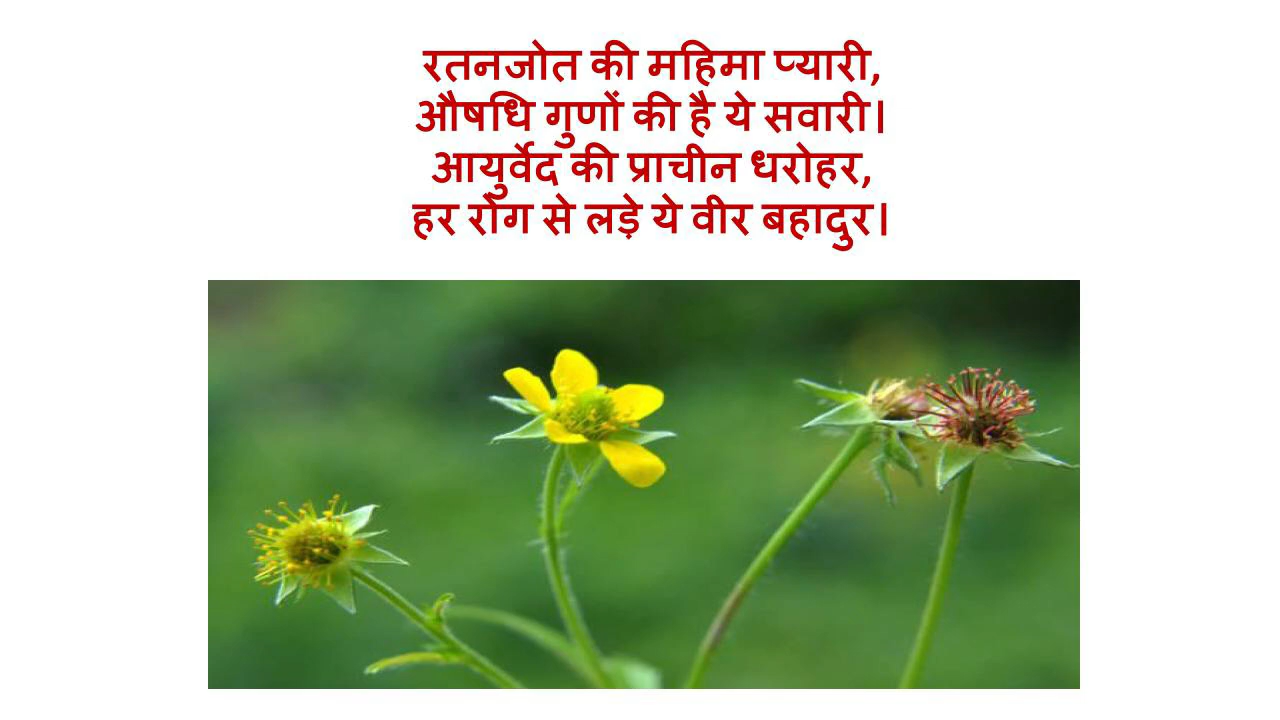 रतनजोत की महिमा प्यारी,
औषधि गुणों की है ये सवारी।
आयुर्वेद की प्राचीन धरोहर,
हर रोग से लड़े ये वीर बहादुर।